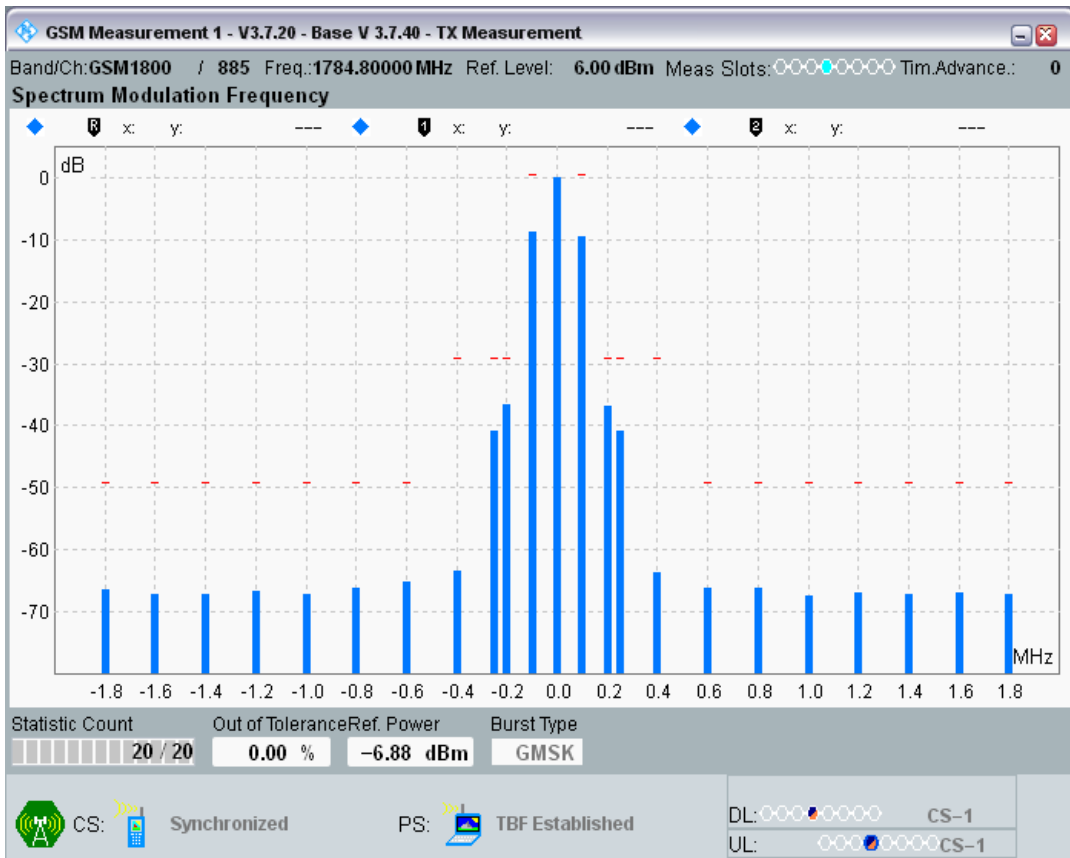 GSM Measurement 1 - V3.7.20 - Base V 3.7.40 - TX Measurement
Band/Ch:GSM1800 / 885 Freq.:1784.80000 MHz Ref. Level: 6.00 dBm Meas Slots: Tim.Advance.: 0
Spectrum Modulation Frequency
R x: y: --- 1 x: y: --- 2 x: y: ---
dB
0
-10
-20
-30
-40
-50
-60
-70
MHz
-1.8 -1.6 -1.4 -1.2 -1.0 -0.8 -0.6 -0.4 -0.2 0.0 0.2 0.4 0.6 0.8 1.0 1.2 1.4 1.6 1.8
Statistic Count Out of Tolerance Ref. Power Burst Type
20 / 20 0.00 % -6.88 dBm GMSK
CS: Synchronized PS: TBF Established
DL: CS-1
UL: CS-1